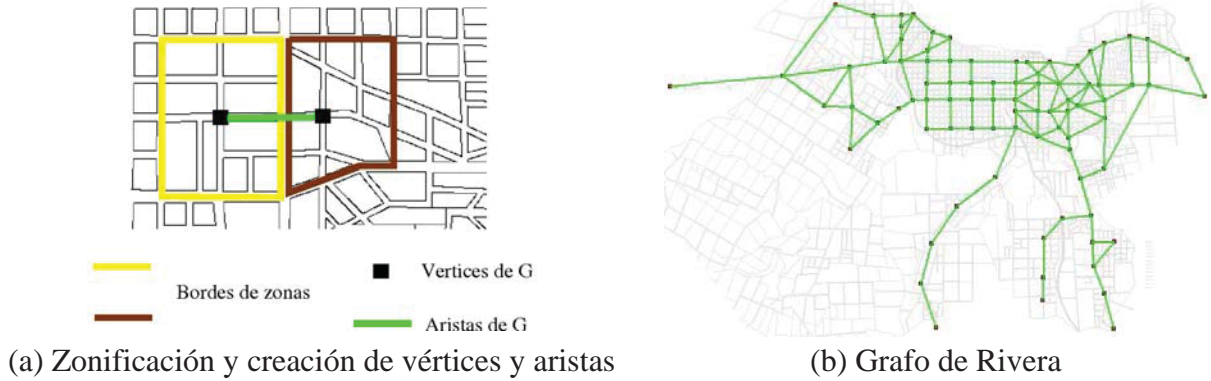 Bordes de zonas
Vertices de G
Aristas de G
(a) Zonificación y creación de vértices y aristas
(b) Grafo de Rivera